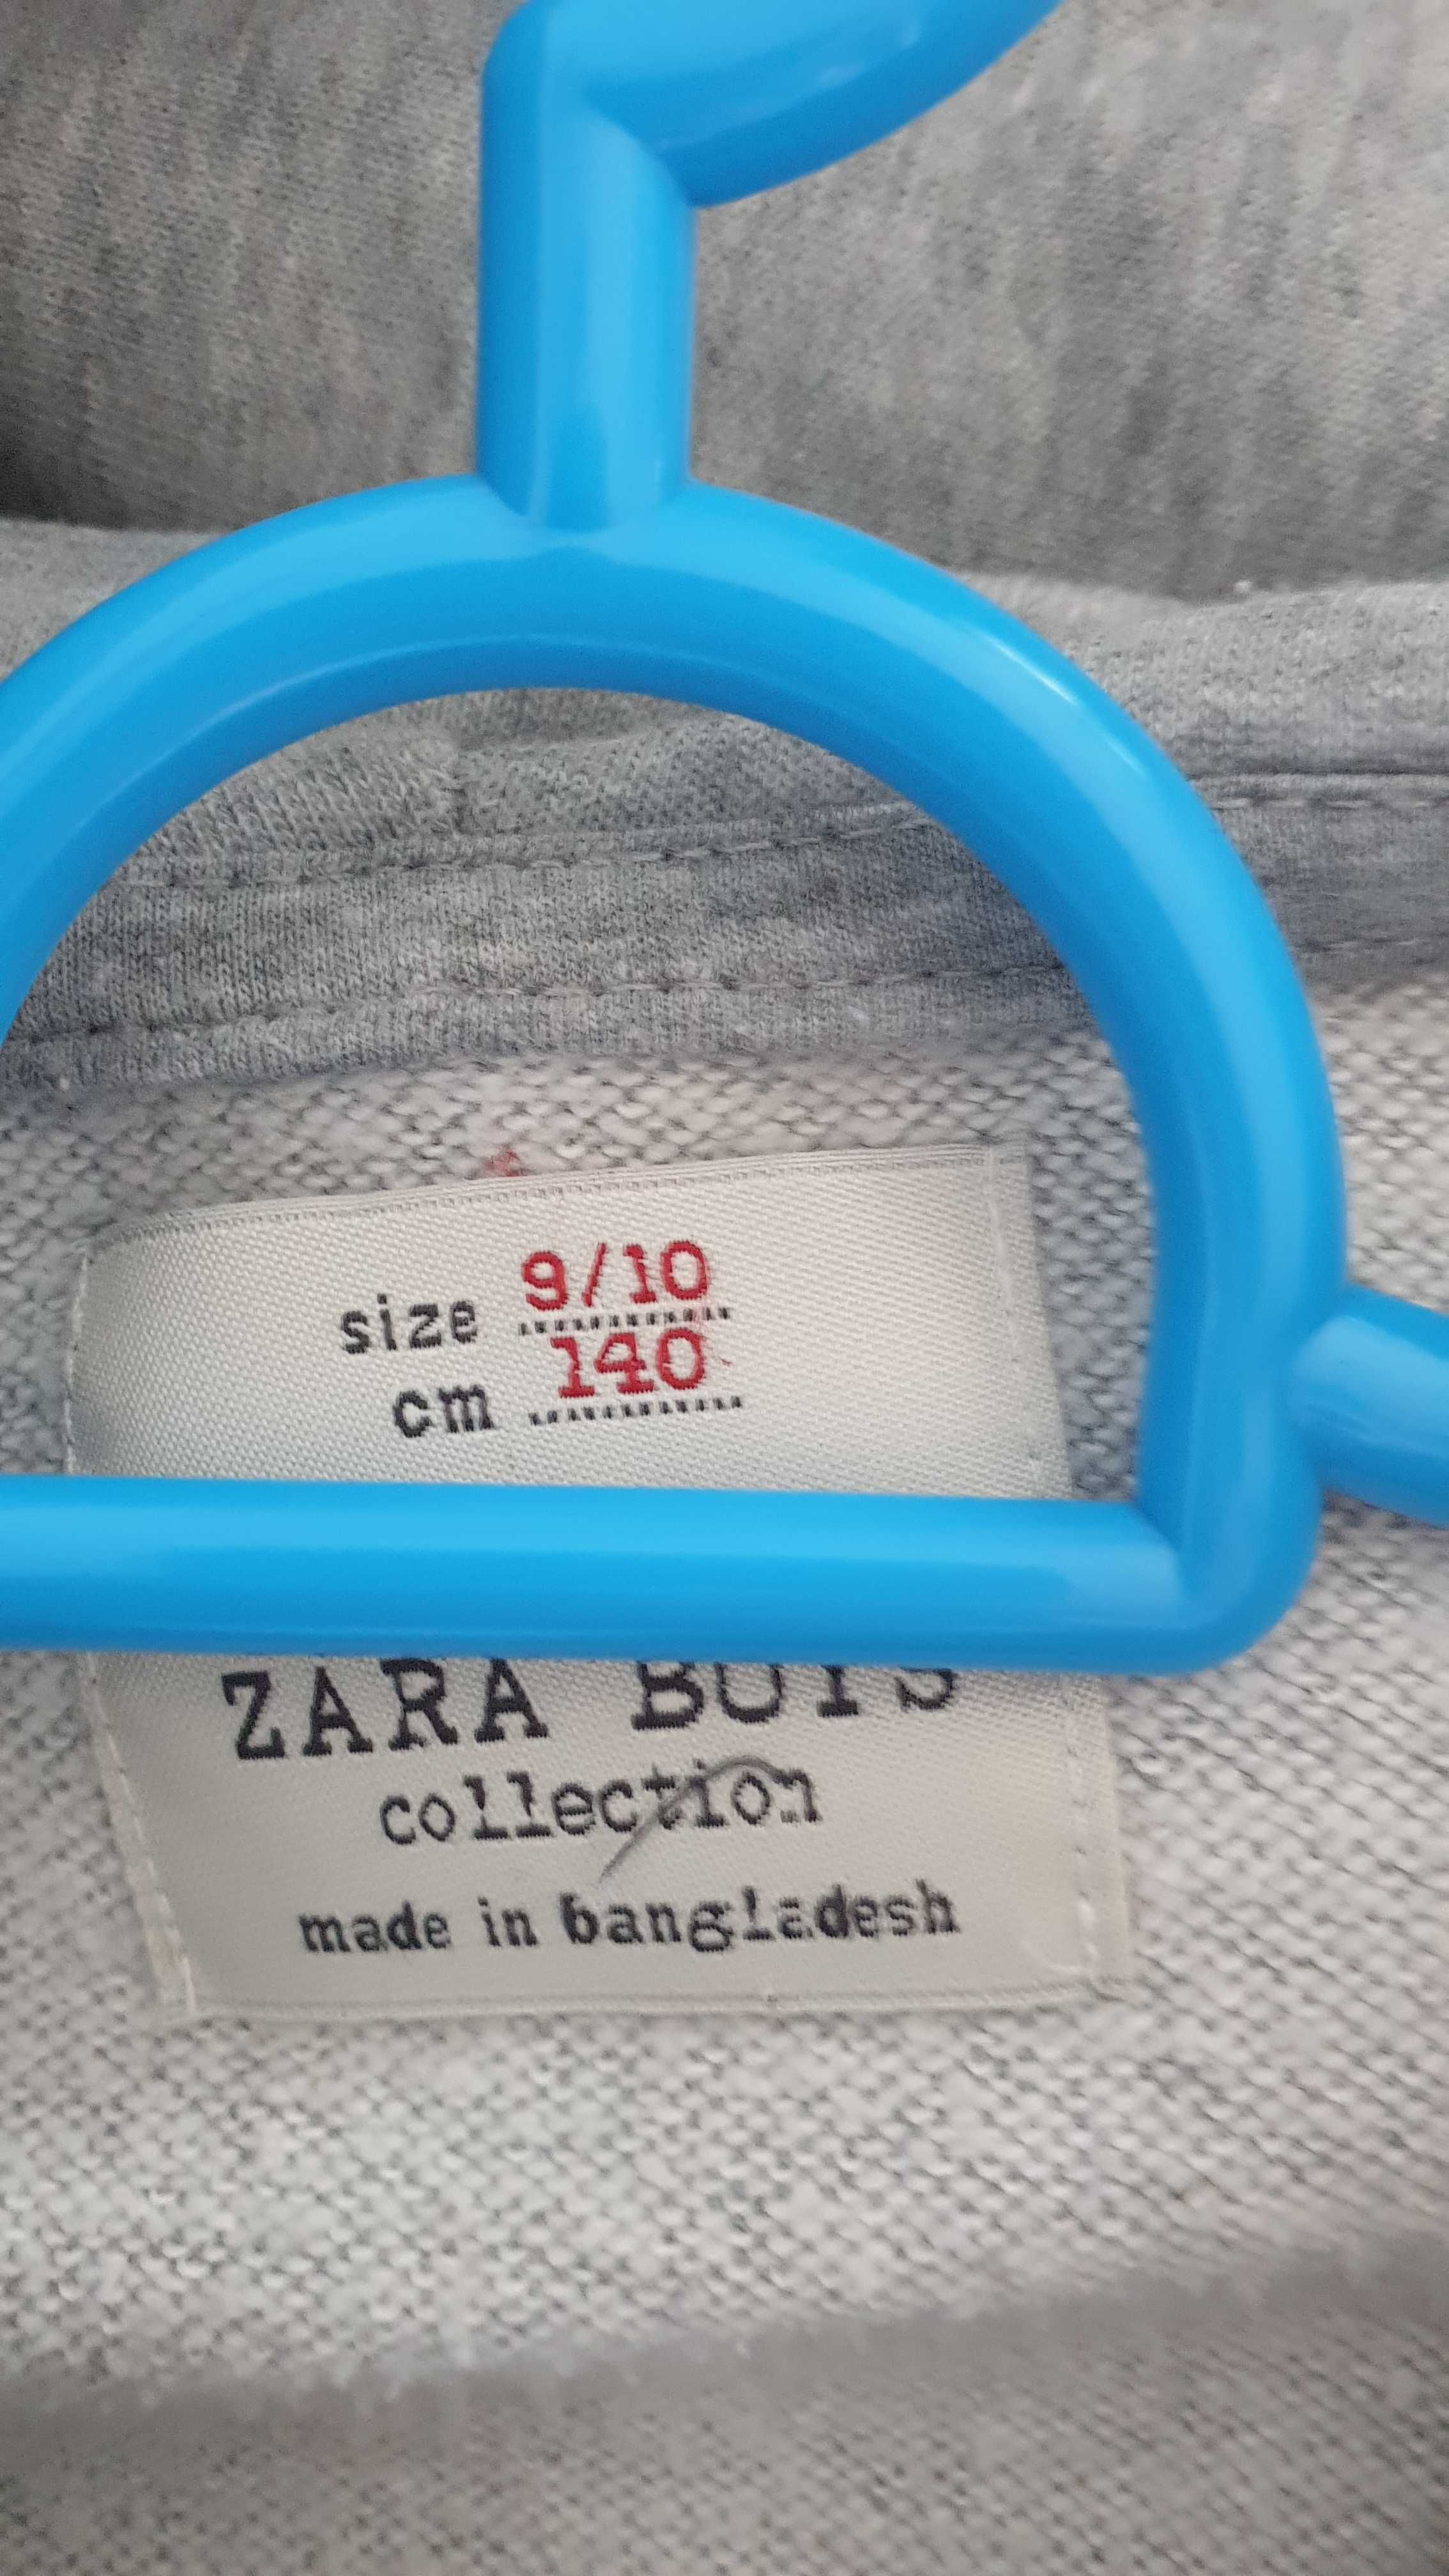 size 9/10
cm 140
ZARA BOYS
collection
made in bangladesh